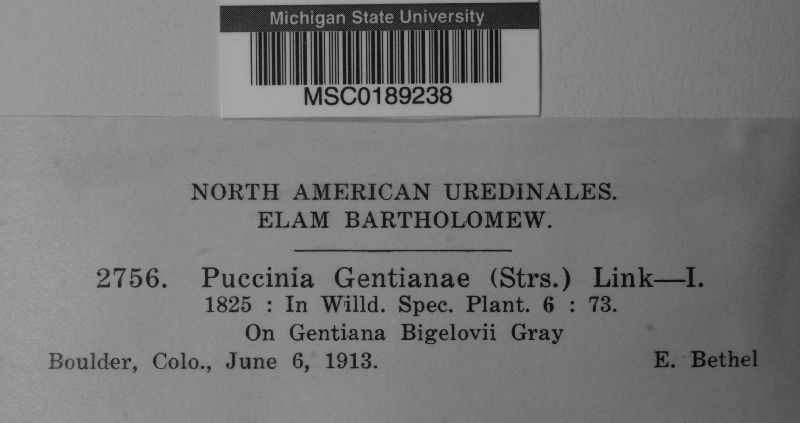 Michigan State University
MSC0189238
NORTH AMERICAN UREDINALES.
ELAM BARTHOLOMEW.
2756. Puccinia Gentianae (Strs.) Link—I.
1825 : In Willd. Spec. Plant. 6 : 73.
On Gentiana Bigelovii Gray
Boulder, Colo., June 6, 1913. E. Bethel